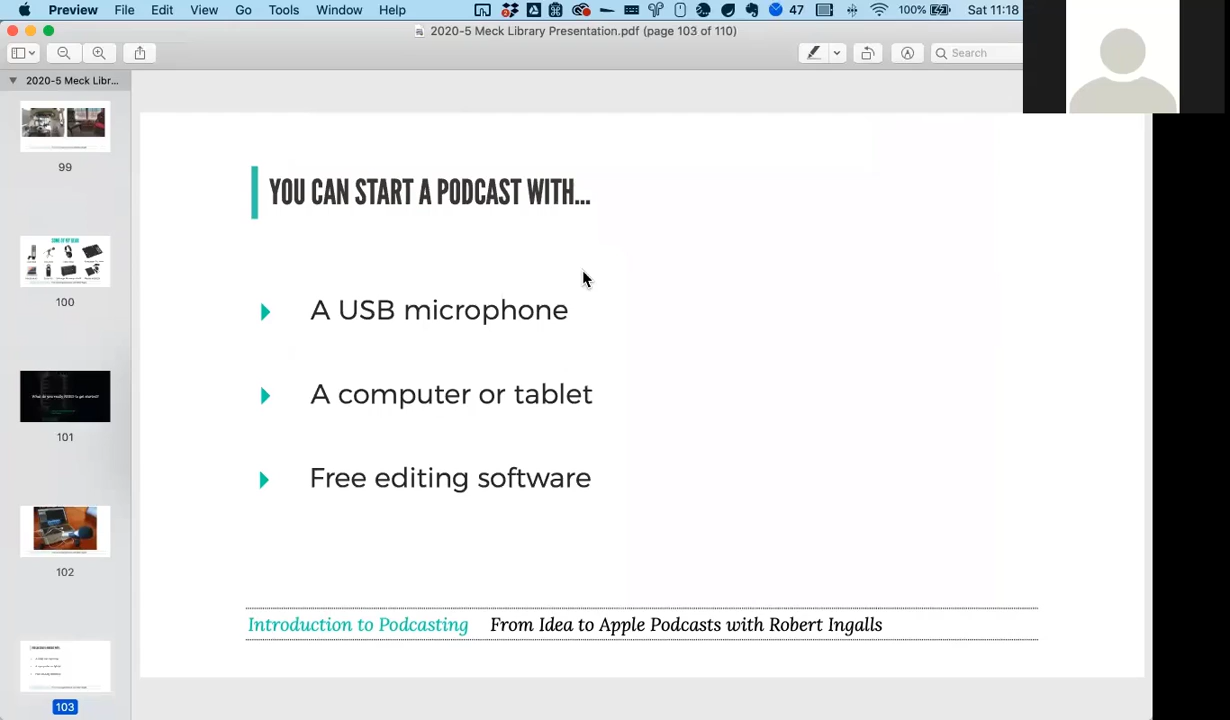 Preview File Edit View Go Tools Window Help 47 100% Sat 11:18
2020-5 Meck Library Presentation.pdf (page 103 of 110)
Search
2020-5 Meck Libr...
99
100
101
102
103
YOU CAN START A PODCAST WITH...
A USB microphone
A computer or tablet
Free editing software
Introduction to Podcasting From Idea to Apple Podcasts with Robert Ingalls